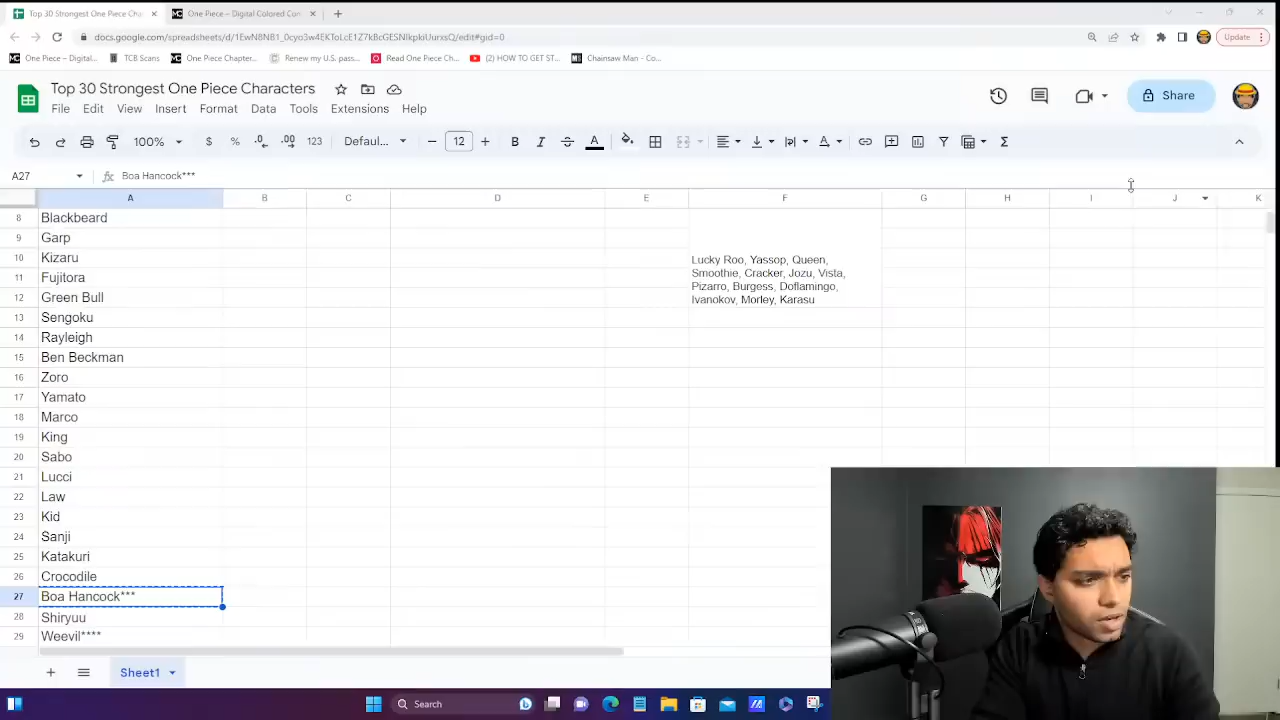 Top 30 Strongest One Piece Cha
One Piece – Digital Colored Con
docs.google.com/spreadsheets/d/1EwN8NB1_0cyo3w4EKToLcE1Z7kBcGESNlkpkiUurxsQ/edit#gid=0
Update
One Piece – Digital...
TCB Scans
One Piece Chapter...
Renew my U.S. pass...
Read One Piece Ch...
(2) HOW TO GET ST...
Chainsaw Man - Co...
Top 30 Strongest One Piece Characters
File Edit View Insert Format Data Tools Extensions Help
Share
100% $ % .0 .00 123 Defaul... − 12 + B I S A Σ
A27 fx Boa Hancock***
A B C D E F G H I J K
8 Blackbeard
9 Garp
10 Kizaru
11 Fujitora
12 Green Bull
13 Sengoku
14 Rayleigh
15 Ben Beckman
16 Zoro
17 Yamato
18 Marco
19 King
20 Sabo
21 Lucci
22 Law
23 Kid
24 Sanji
25 Katakuri
26 Crocodile
27 Boa Hancock***
28 Shiryuu
29 Weevil****
Lucky Roo, Yassop, Queen,
Smoothie, Cracker, Jozu, Vista,
Pizarro, Burgess, Doflamingo,
Ivanokov, Morley, Karasu
Sheet1
Search